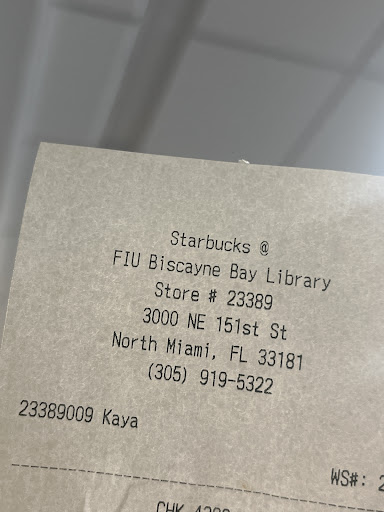 Starbucks @
FIU Biscayne Bay Library
Store # 23389
3000 NE 151st St
North Miami, FL 33181
(305) 919-5322
23389009 Kaya
WS#:
CHK